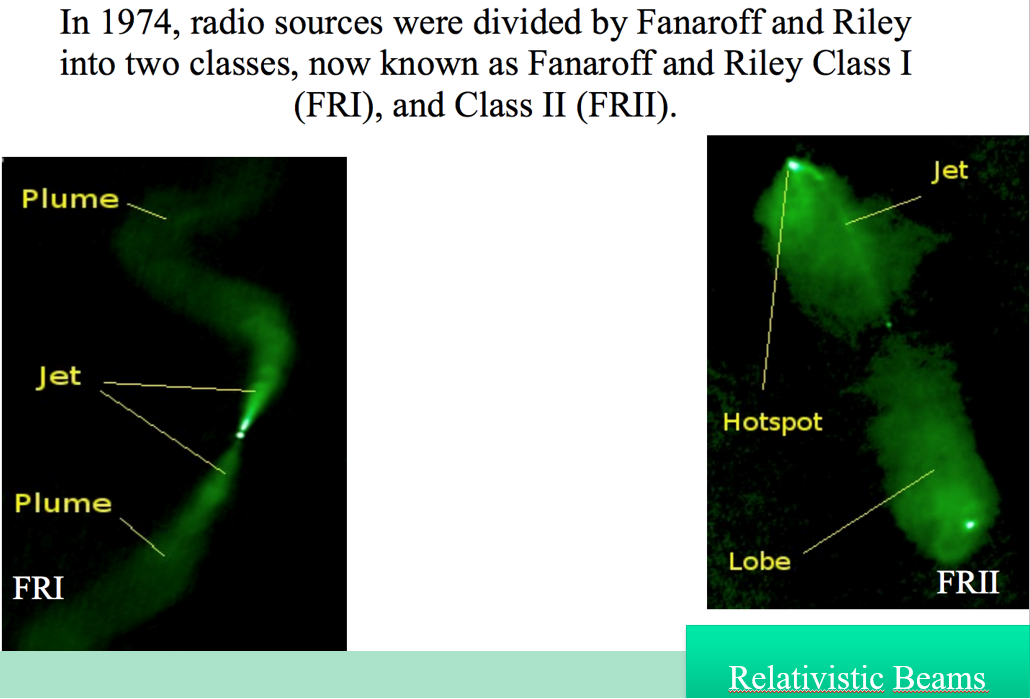 In 1974, radio sources were divided by Fanaroff and Riley
into two classes, now known as Fanaroff and Riley Class I
(FRI), and Class II (FRII).
Plume
Jet
Plume
FRI
Jet
Hotspot
Lobe
FRII
Relativistic Beams